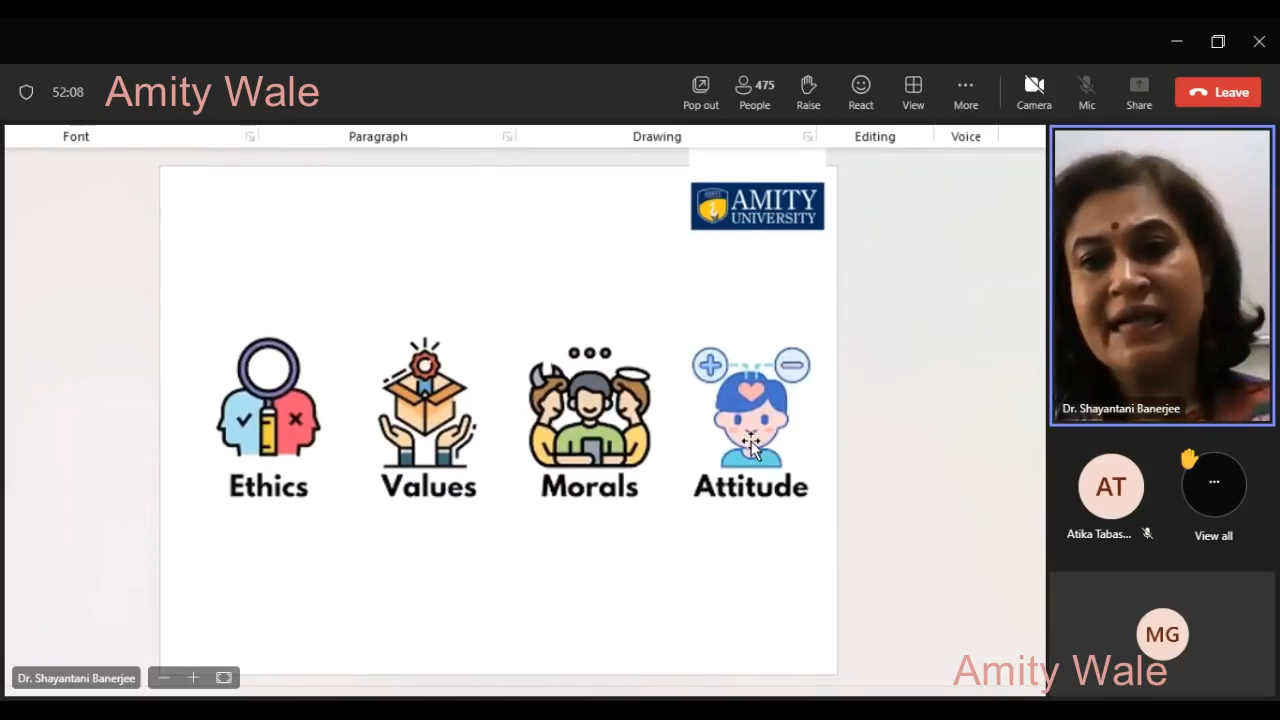 52:08
Amity Wale
475
Pop out
People
Raise
React
View
More
Camera
Mic
Share
Leave
Font
Paragraph
Drawing
Editing
Voice
AMITY
UNIVERSITY
Ethics
Values
Morals
Attitude
Dr. Shayantani Banerjee
AT
...
Atika Tabas...
View all
MG
Dr. Shayantani Banerjee
Amity Wale